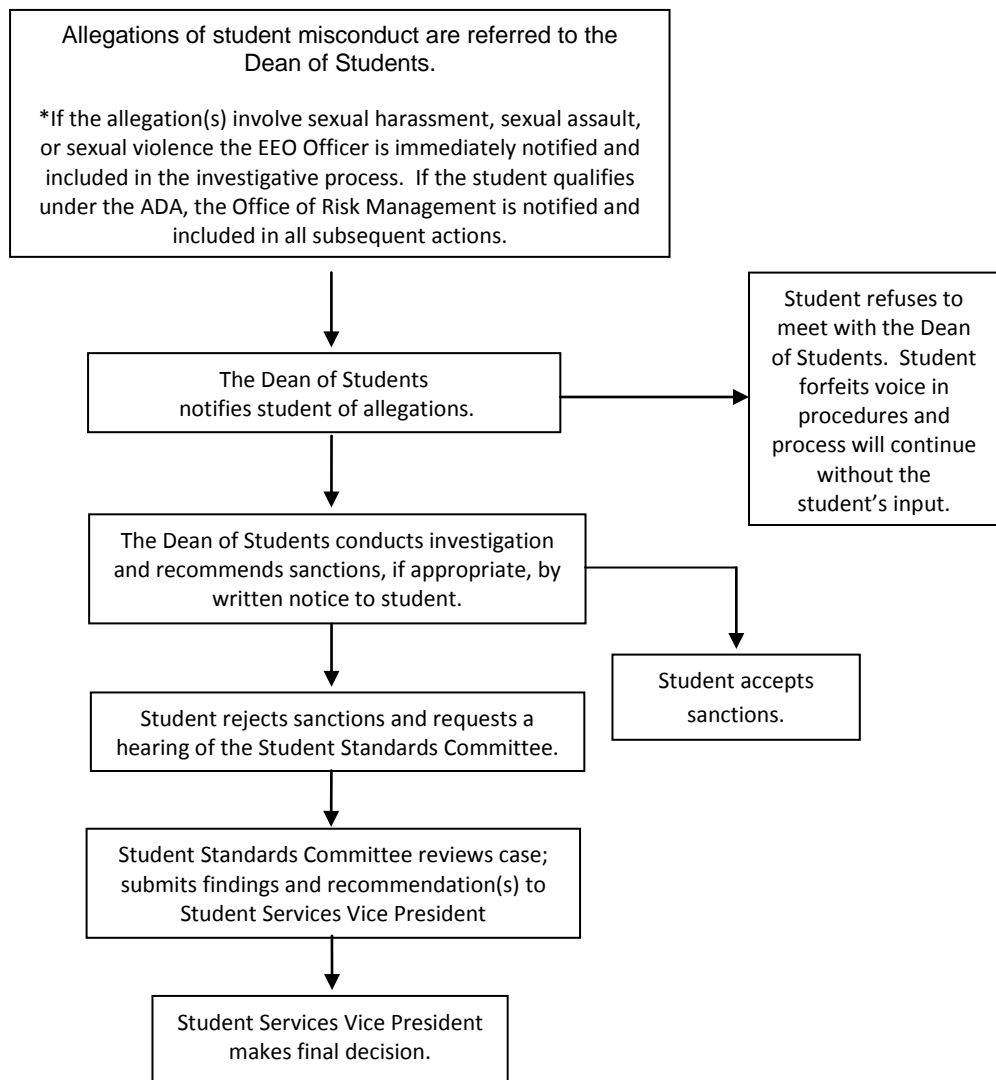 Allegations of student misconduct are referred to the
Dean of Students.
*If the allegation(s) involve sexual harassment, sexual assault,
or sexual violence the EEO Officer is immediately notified and
included in the investigative process.  If the student qualifies
under the ADA, the Office of Risk Management is notified and
included in all subsequent actions.
The Dean of Students
notifies student of allegations.
Student refuses to
meet with the Dean
of Students.  Student
forfeits voice in
procedures and
process will continue
without the
student’s input.
The Dean of Students conducts investigation
and recommends sanctions, if appropriate, by
written notice to student.
Student accepts
sanctions.
Student rejects sanctions and requests a
hearing of the Student Standards Committee.
Student Standards Committee reviews case;
submits findings and recommendation(s) to
Student Services Vice President
Student Services Vice President
makes final decision.